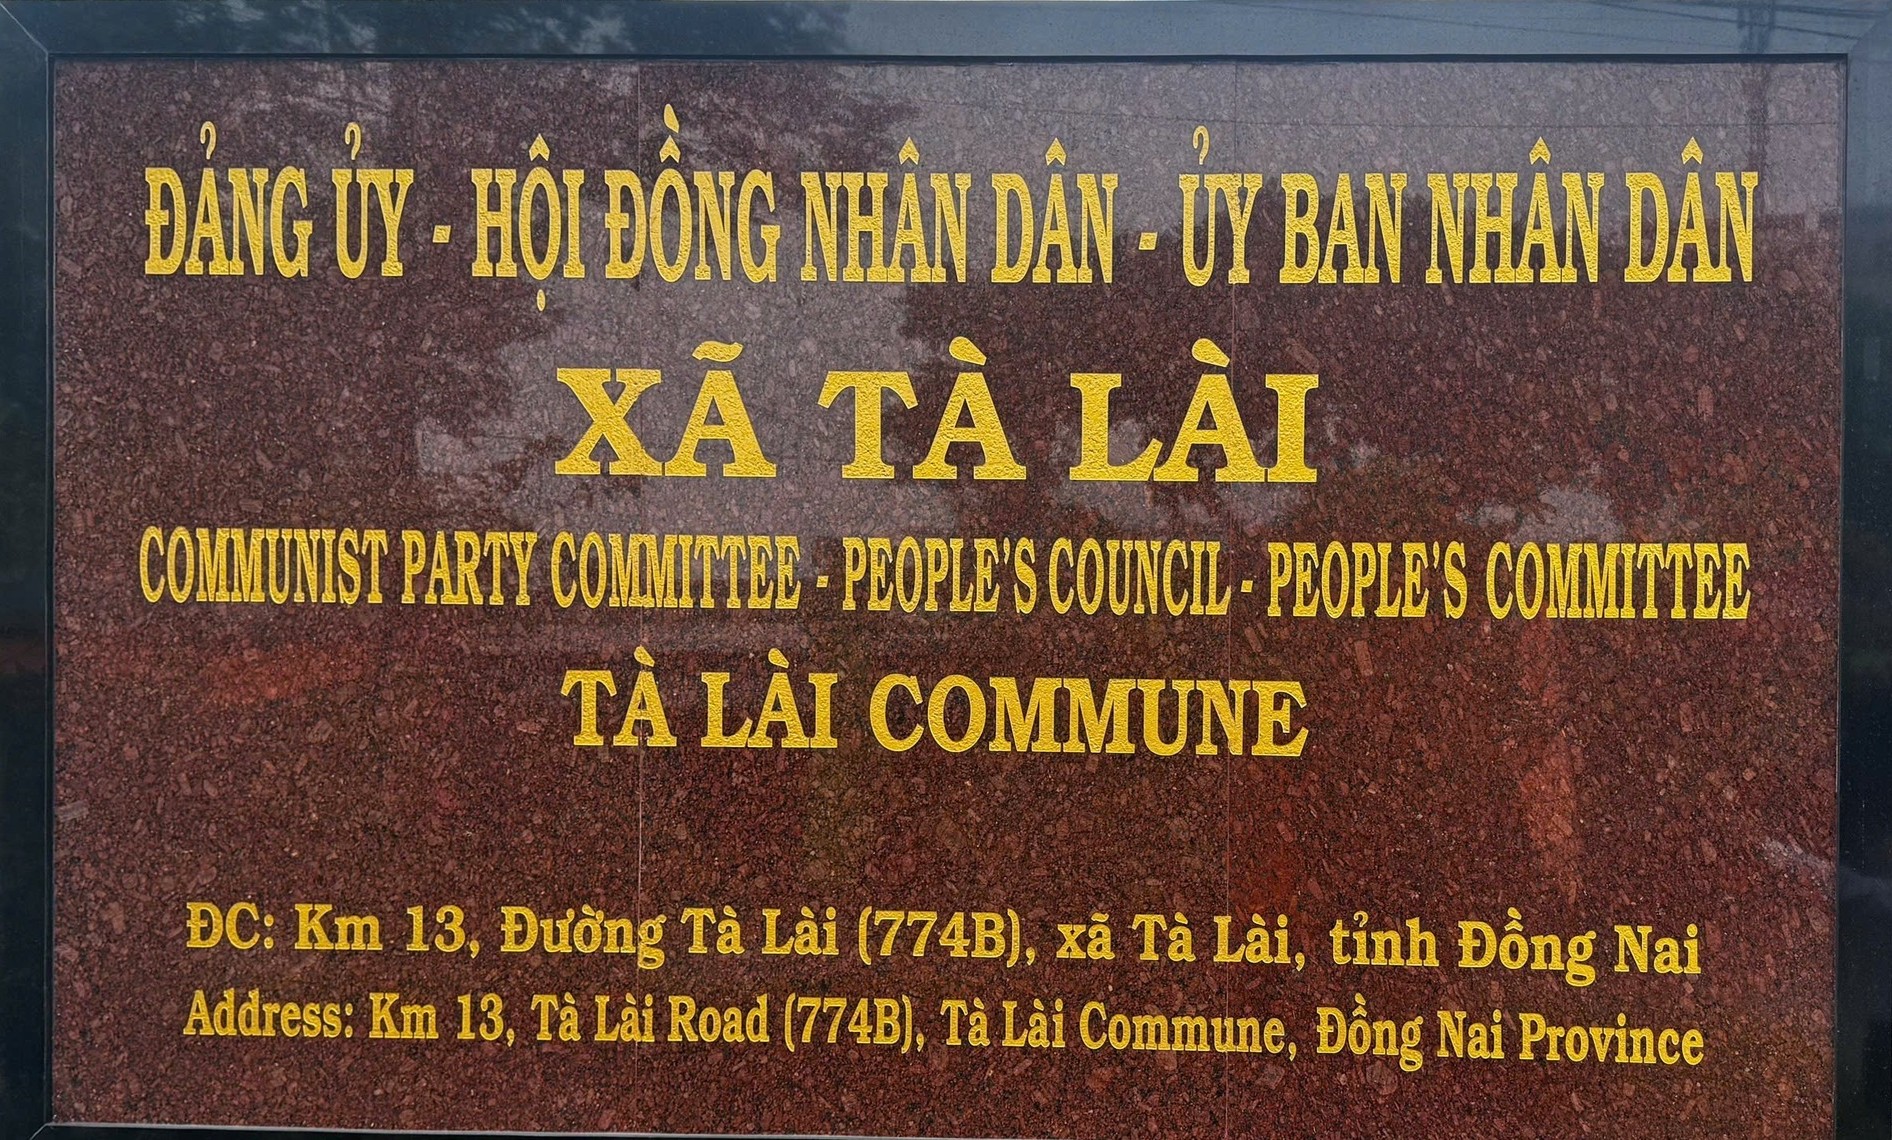 ĐẢNG ỦY - HỘI ĐỒNG NHÂN DÂN - ỦY BAN NHÂN DÂN
XÃ TÀ LÀI
COMMUNIST PARTY COMMITTEE - PEOPLE'S COUNCIL - PEOPLE'S COMMITTEE
TÀ LÀI COMMUNE
ĐC: Km 13, Đường Tà Lài (774B), xã Tà Lài, tỉnh Đồng Nai
Address: Km 13, Tà Lài Road (774B), Tà Lài Commune, Đồng Nai Province